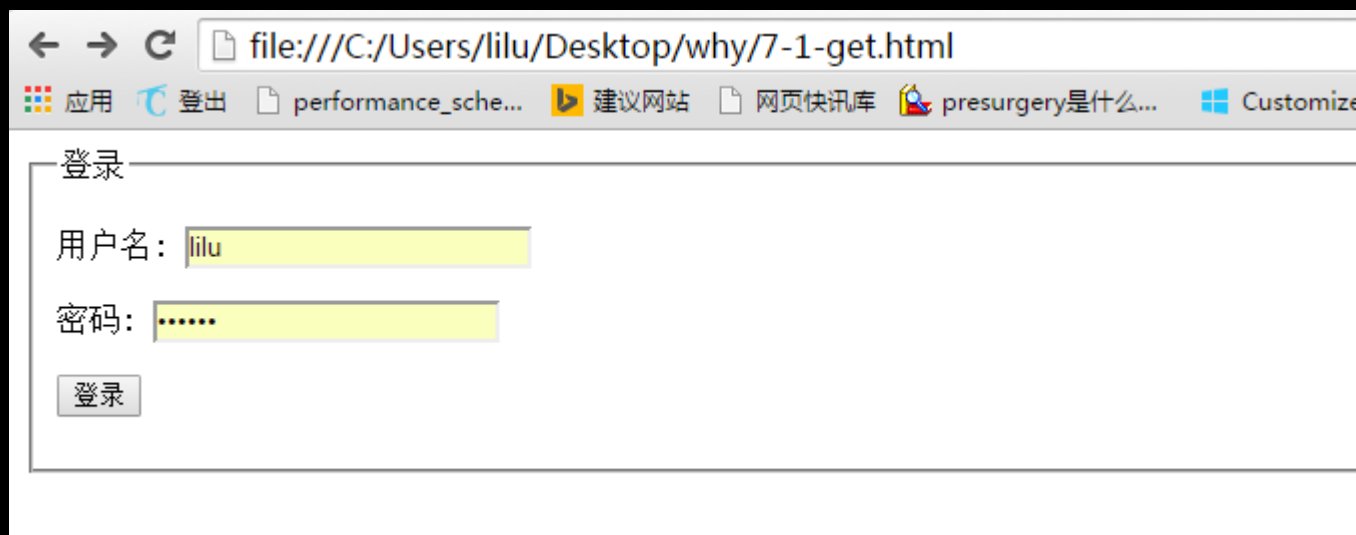 file:///C:/Users/lilu/Desktop/why/7-1-get.html
应用 登出 performance_sche... 建议网站 网页快讯库 presurgery是什么... Customize
登录
用户名: lilu
密码: ••••••
登录